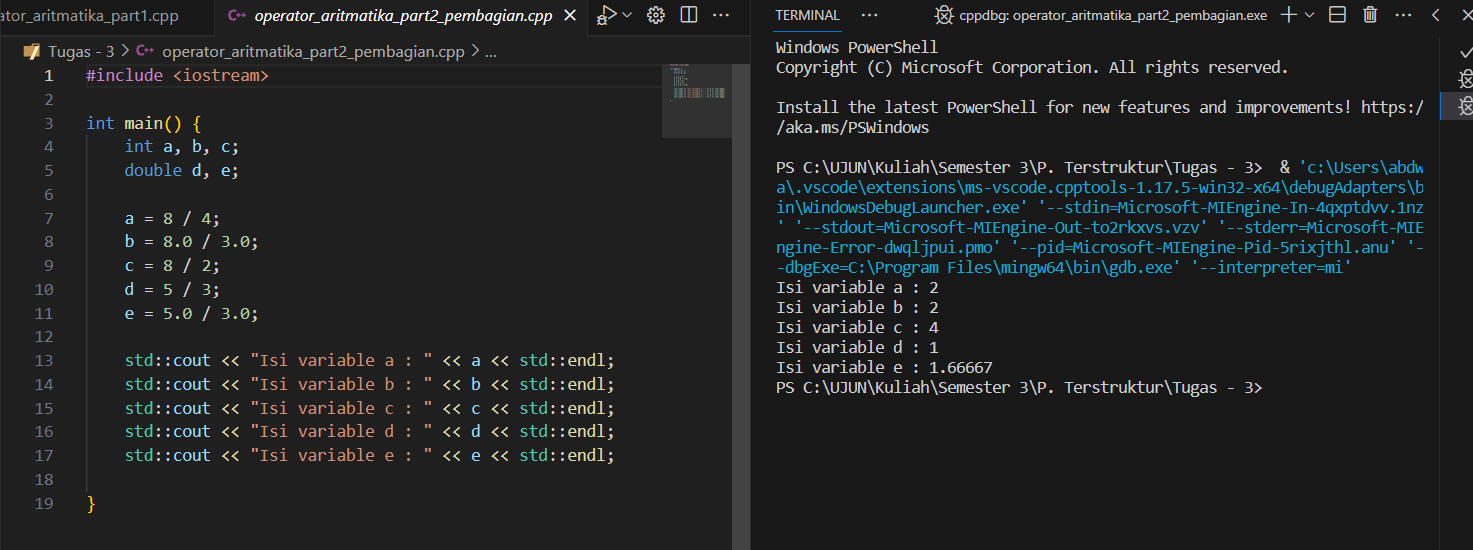 ator_aritmatika_part1.cpp
C++ operator_aritmatika_part2_pembagian.cpp
Tugas - 3 > C++ operator_aritmatika_part2_pembagian.cpp > ...
1 #include <iostream>
2
3 int main() {
4 int a, b, c;
5 double d, e;
6
7 a = 8 / 4;
8 b = 8.0 / 3.0;
9 c = 8 / 2;
10 d = 5 / 3;
11 e = 5.0 / 3.0;
12
13 std::cout << "Isi variable a : " << a << std::endl;
14 std::cout << "Isi variable b : " << b << std::endl;
15 std::cout << "Isi variable c : " << c << std::endl;
16 std::cout << "Isi variable d : " << d << std::endl;
17 std::cout << "Isi variable e : " << e << std::endl;
18
19 }
TERMINAL ... cppdbg: operator_aritmatika_part2_pembagian.exe
Windows PowerShell
Copyright (C) Microsoft Corporation. All rights reserved.
Install the latest PowerShell for new features and improvements! https:/
/aka.ms/PSWindows
PS C:\UJUN\Kuliah\Semester 3\P. Terstruktur\Tugas - 3>  & 'c:\Users\abdw
a\.vscode\extensions\ms-vscode.cpptools-1.17.5-win32-x64\debugAdapters\b
in\WindowsDebugLauncher.exe' '--stdin=Microsoft-MIEngine-In-4qxptdvv.1nz
' '--stdout=Microsoft-MIEngine-Out-to2rkxvs.vzv' '--stderr=Microsoft-MIE
ngine-Error-dwqljpui.pmo' '--pid=Microsoft-MIEngine-Pid-5rixjthl.anu' '-
-dbgExe=C:\Program Files\mingw64\bin\gdb.exe' '--interpreter=mi'
Isi variable a : 2
Isi variable b : 2
Isi variable c : 4
Isi variable d : 1
Isi variable e : 1.66667
PS C:\UJUN\Kuliah\Semester 3\P. Terstruktur\Tugas - 3>